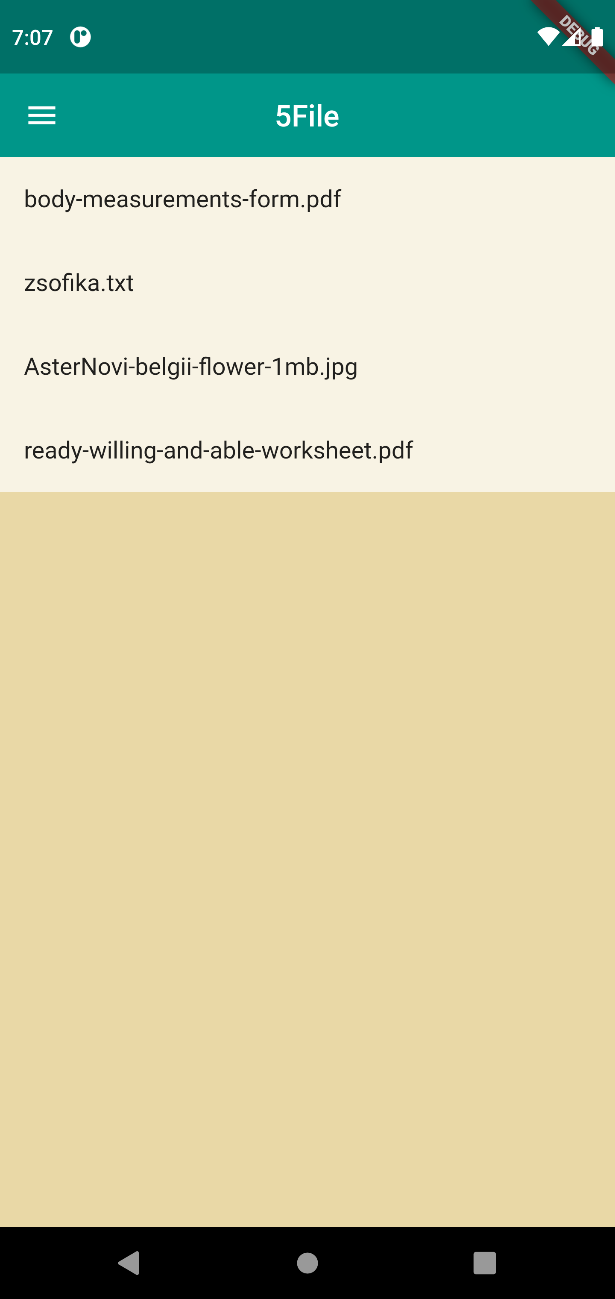 7:07
DEBUG
5File
body-measurements-form.pdf
zsofika.txt
AsterNovi-belgii-flower-1mb.jpg
ready-willing-and-able-worksheet.pdf